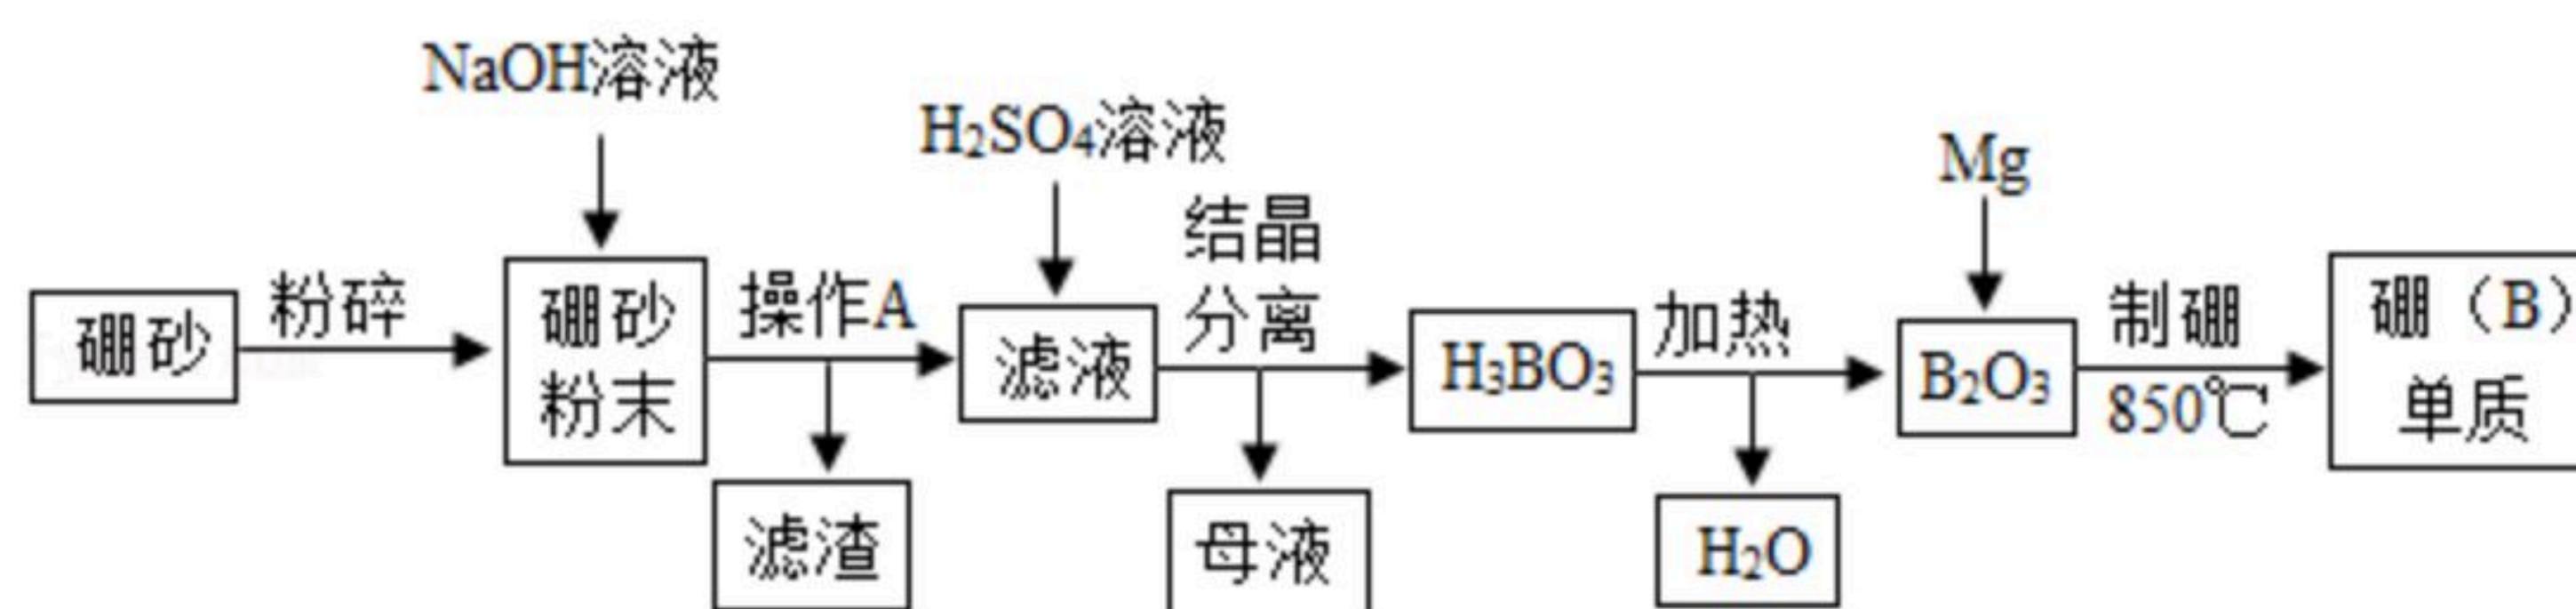 NaOH溶液
H₂SO₄溶液
Mg
硼砂
粉碎
硼砂
粉末
操作A
滤渣
滤液
结晶
分离
母液
H₃BO₃
加热
H₂O
B₂O₃
制硼
850℃
硼（B）
单质